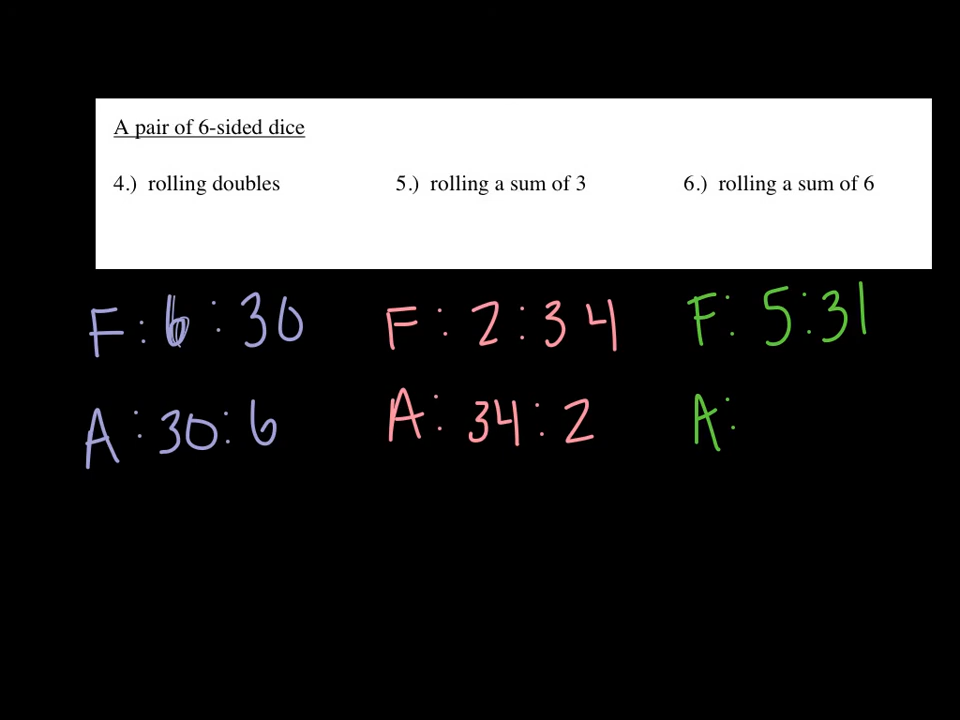 A pair of 6-sided dice
4.) rolling doubles 5.) rolling a sum of 3 6.) rolling a sum of 6
F: 6:30 F: 2:34 F: 5:31
A: 30:6 A: 34:2 A: